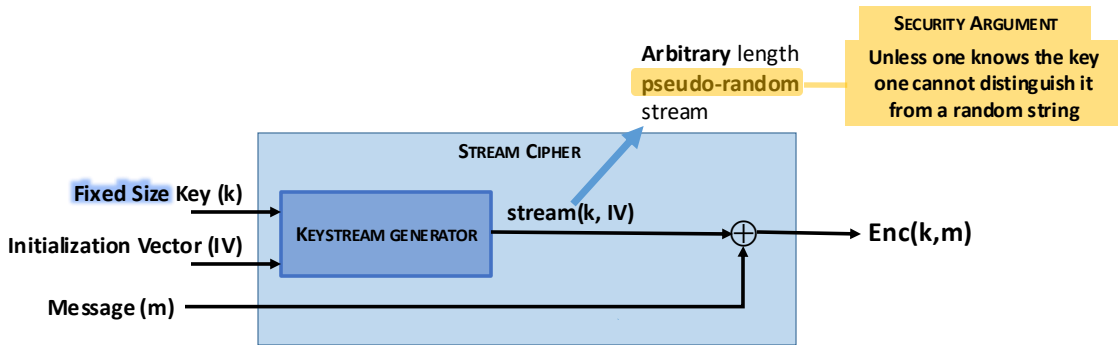 SECURITY ARGUMENT
Unless one knows the key
one cannot distinguish it
from a random string
Arbitrary length
pseudo-random
stream
STREAM CIPHER
Fixed Size Key (k)
Initialization Vector (IV)
Message (m)
KEYSTREAM GENERATOR
stream(k, IV)
Enc(k,m)